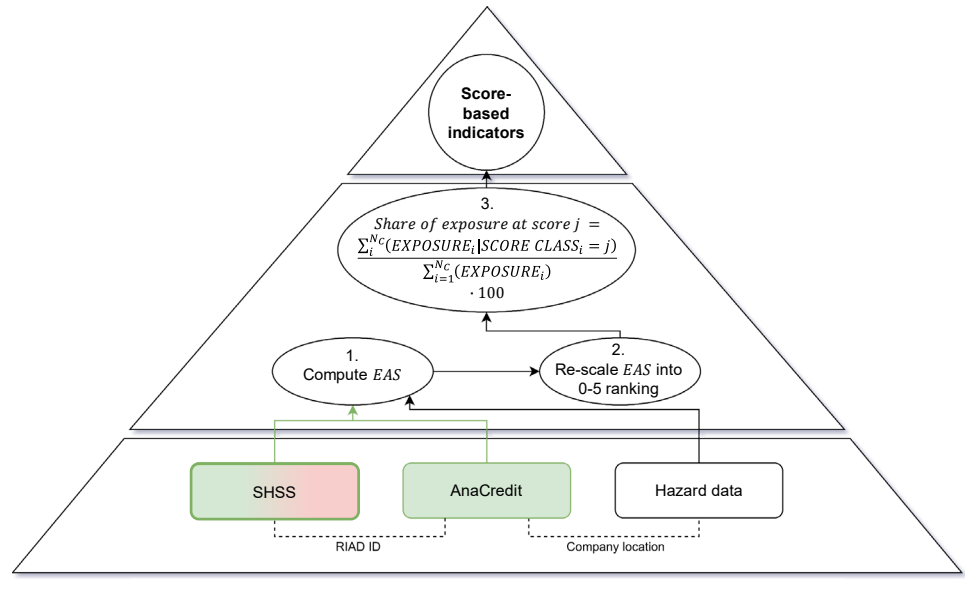 Score-
based
indicators
3.
Share of exposure at score j =
∑_i^{N_C}(EXPOSURE_i|SCORE CLASS_i = j)
∑_{i=1}^{N_C}(EXPOSURE_i)
· 100
1.
Compute EAS
2.
Re-scale EAS into
0-5 ranking
SHSS
AnaCredit
Hazard data
RIAD ID
Company location